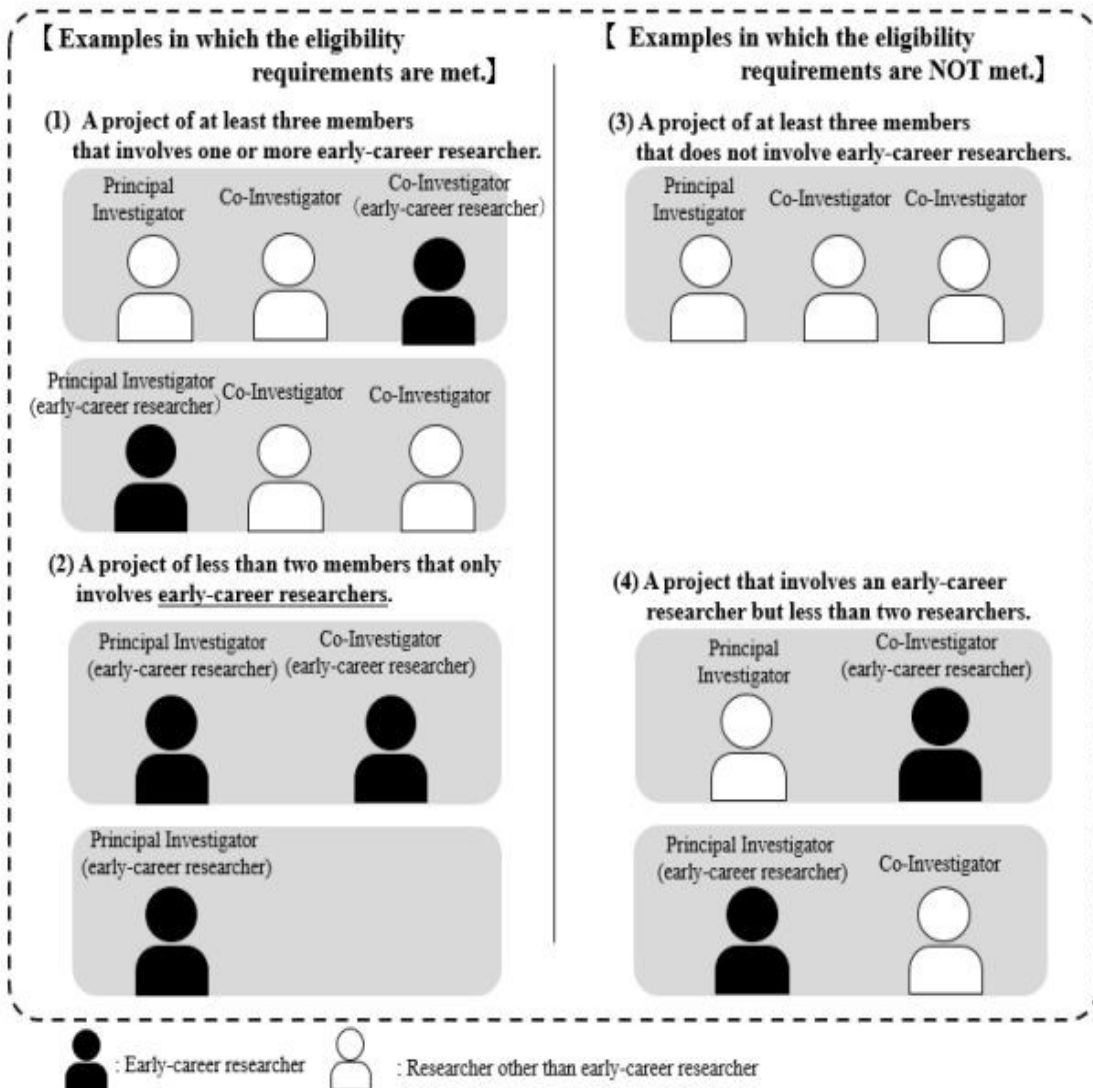 【 Examples in which the eligibility
requirements are met.】
(1) A project of at least three members
that involves one or more early-career researcher.
Principal
Investigator
Co-Investigator
Co-Investigator
（early-career researcher）
Principal Investigator
(early-career researcher）
Co-Investigator
Co-Investigator
(2) A project of less than two members that only
involves early-career researchers.
Principal Investigator
(early-career researcher)
Co-Investigator
(early-career researcher)
Principal Investigator
(early-career researcher)
【 Examples in which the eligibility
requirements are NOT met.】
(3) A project of at least three members
that does not involve early-career researchers.
Principal
Investigator
Co-Investigator
Co-Investigator
(4) A project that involves an early-career
researcher but less than two researchers.
Principal
Investigator
Co-Investigator
(early-career researcher)
Principal Investigator
(early-career researcher)
Co-Investigator
: Early-career researcher
: Researcher other than early-career researcher